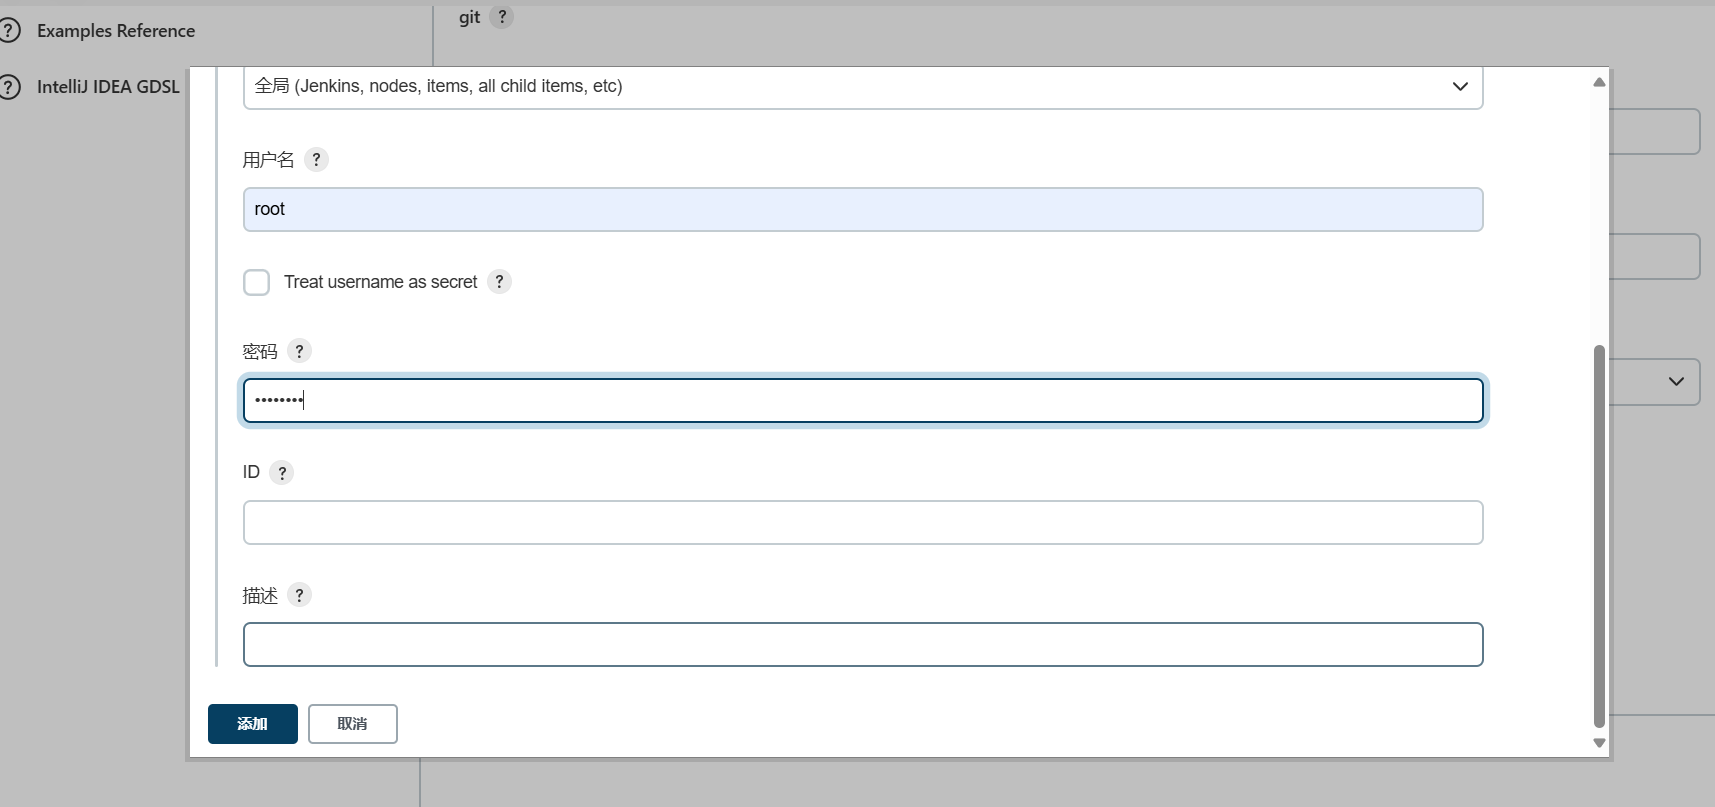 git ?
? Examples Reference
? IntelliJ IDEA GDSL
全局 (Jenkins, nodes, items, all child items, etc)
用户名 ?
root
Treat username as secret ?
密码 ?
••••••••
ID ?
描述 ?
添加 取消